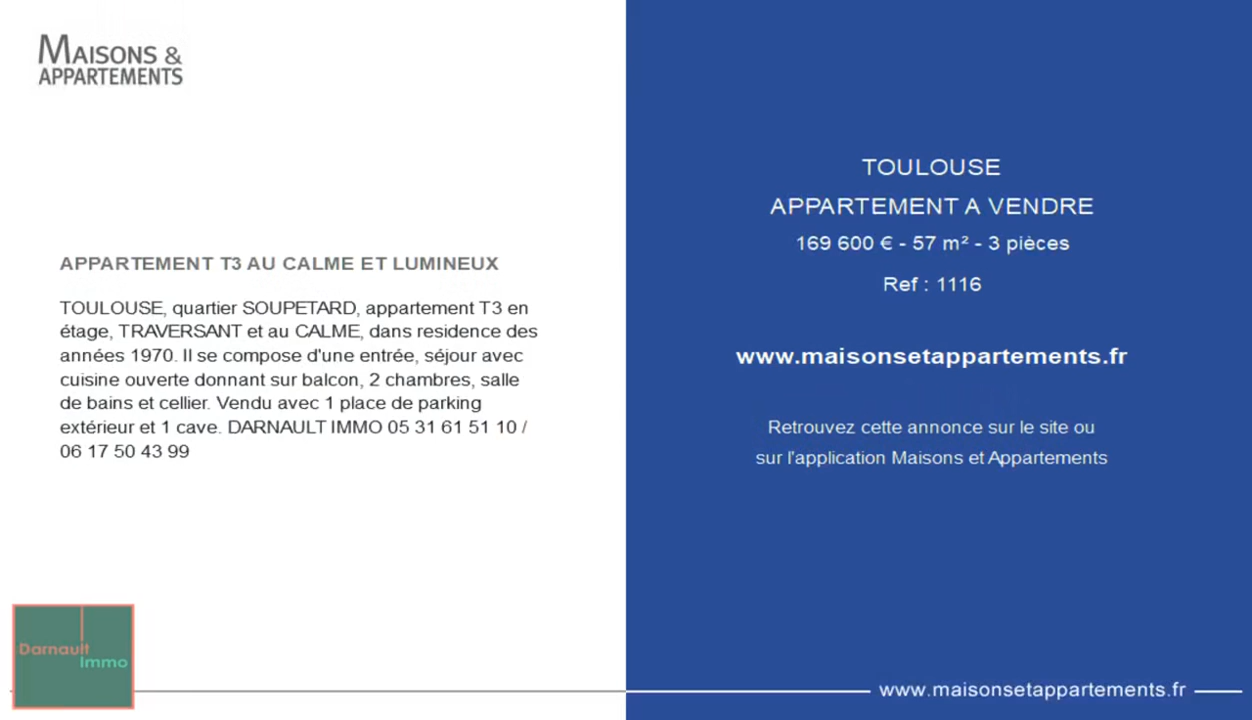 MAISONS &
APPARTEMENTS
APPARTEMENT T3 AU CALME ET LUMINEUX
TOULOUSE, quartier SOUPETARD, appartement T3 en
étage, TRAVERSANT et au CALME, dans residence des
années 1970. Il se compose d'une entrée, séjour avec
cuisine ouverte donnant sur balcon, 2 chambres, salle
de bains et cellier. Vendu avec 1 place de parking
extérieur et 1 cave. DARNAULT IMMO 05 31 61 51 10 /
06 17 50 43 99
Darnault
Immo
TOULOUSE
APPARTEMENT A VENDRE
169 600 € - 57 m² - 3 pièces
Ref : 1116
www.maisonsetappartements.fr
Retrouvez cette annonce sur le site ou
sur l'application Maisons et Appartements
www.maisonsetappartements.fr